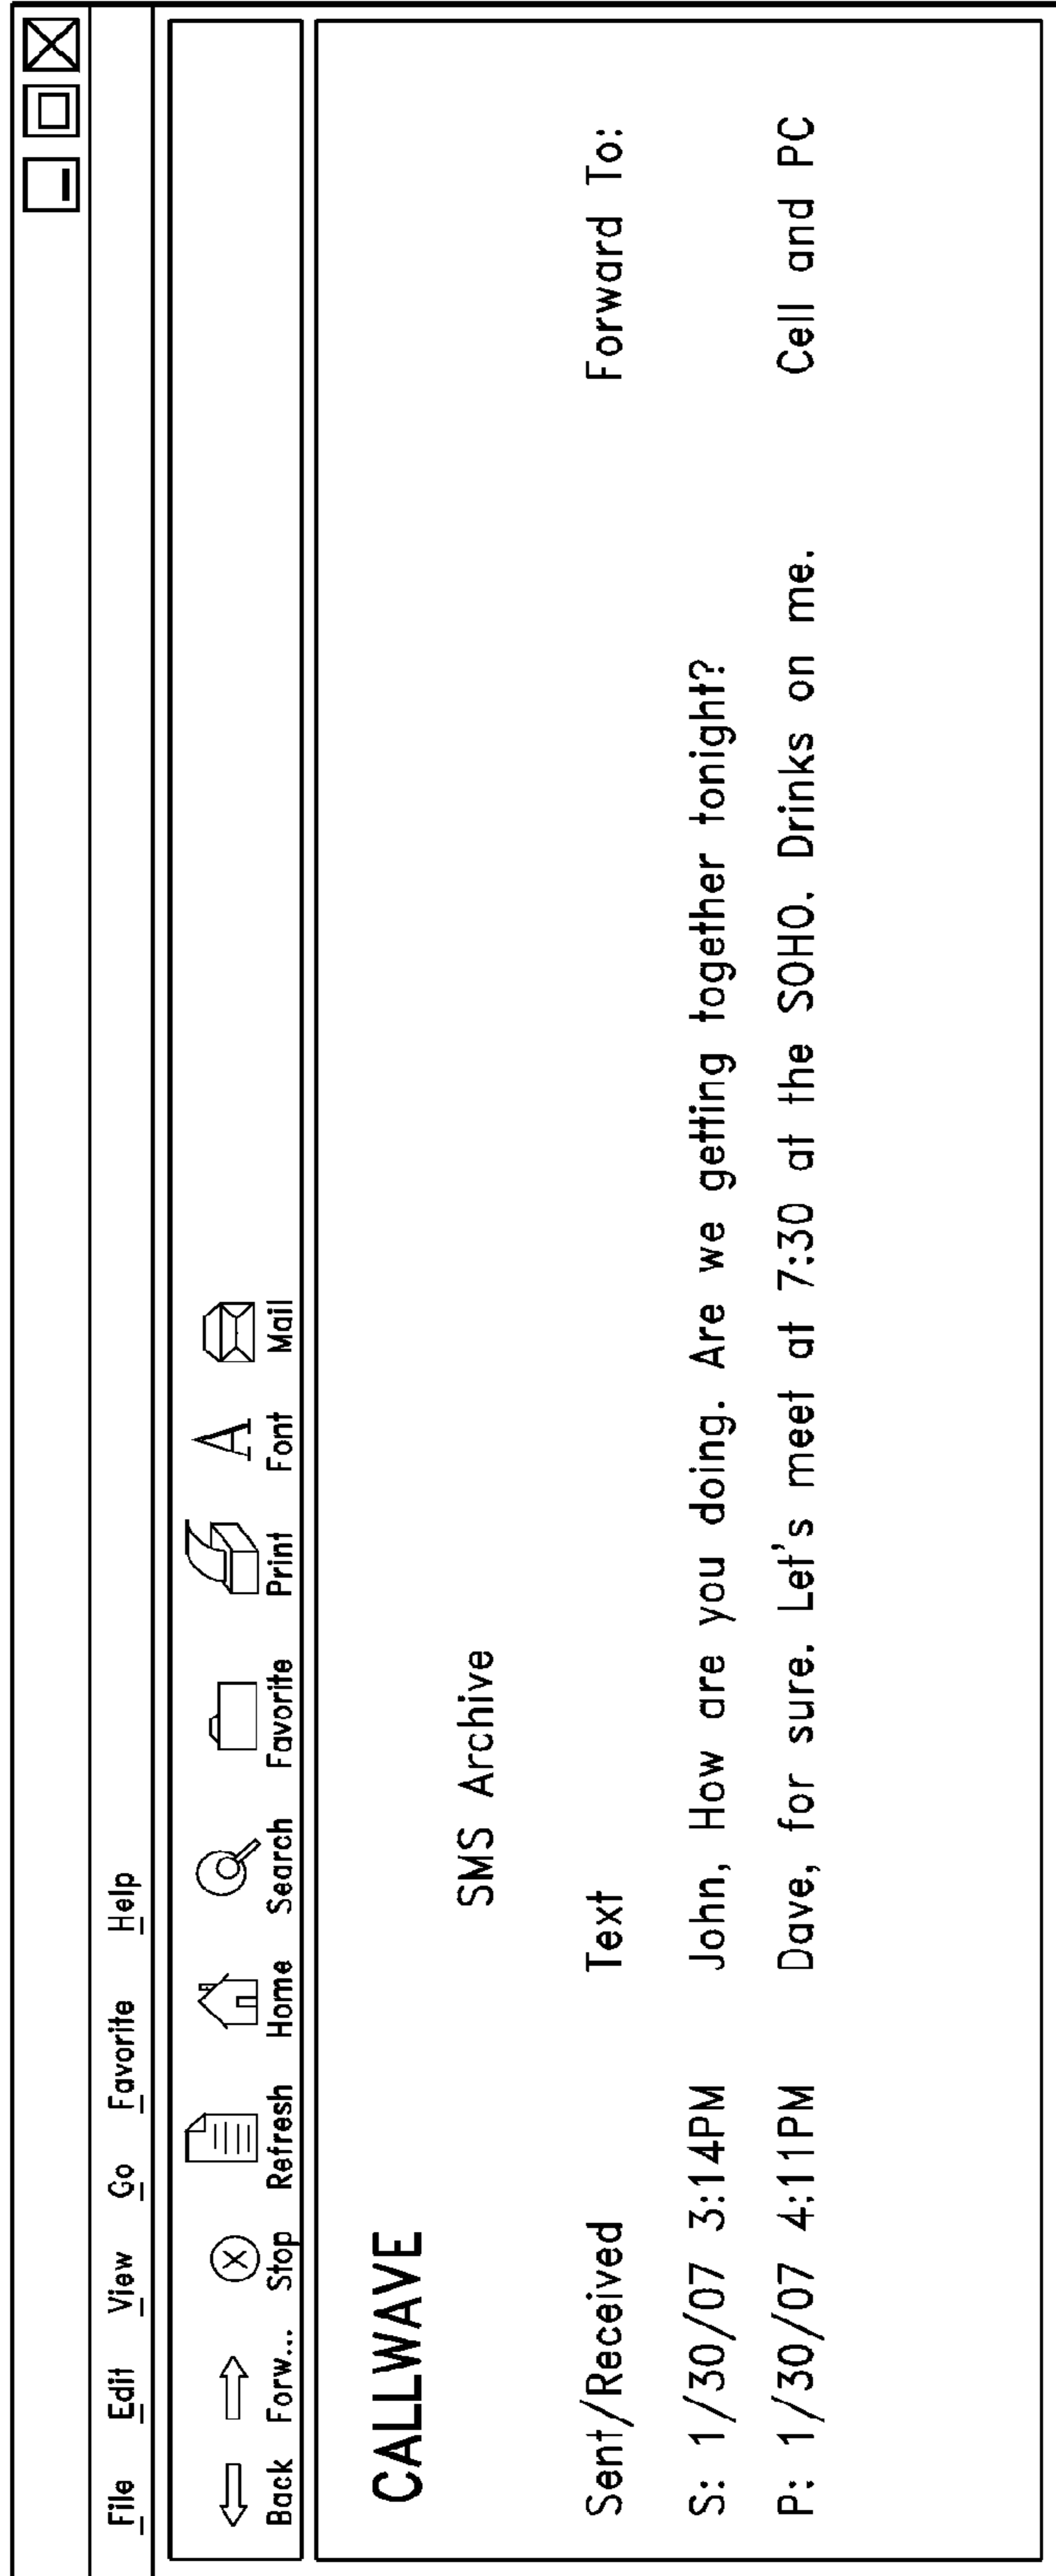 File Edit View Go Favorite Help
Back Forw... Stop Refresh Home Search Favorite Print Font Mail
CALLWAVE
SMS Archive
Sent/Received Text Forward To:
S: 1/30/07 3:14PM John, How are you doing. Are we getting together tonight?
P: 1/30/07 4:11PM Dave, for sure. Let's meet at 7:30 at the SOHO. Drinks on me. Cell and PC